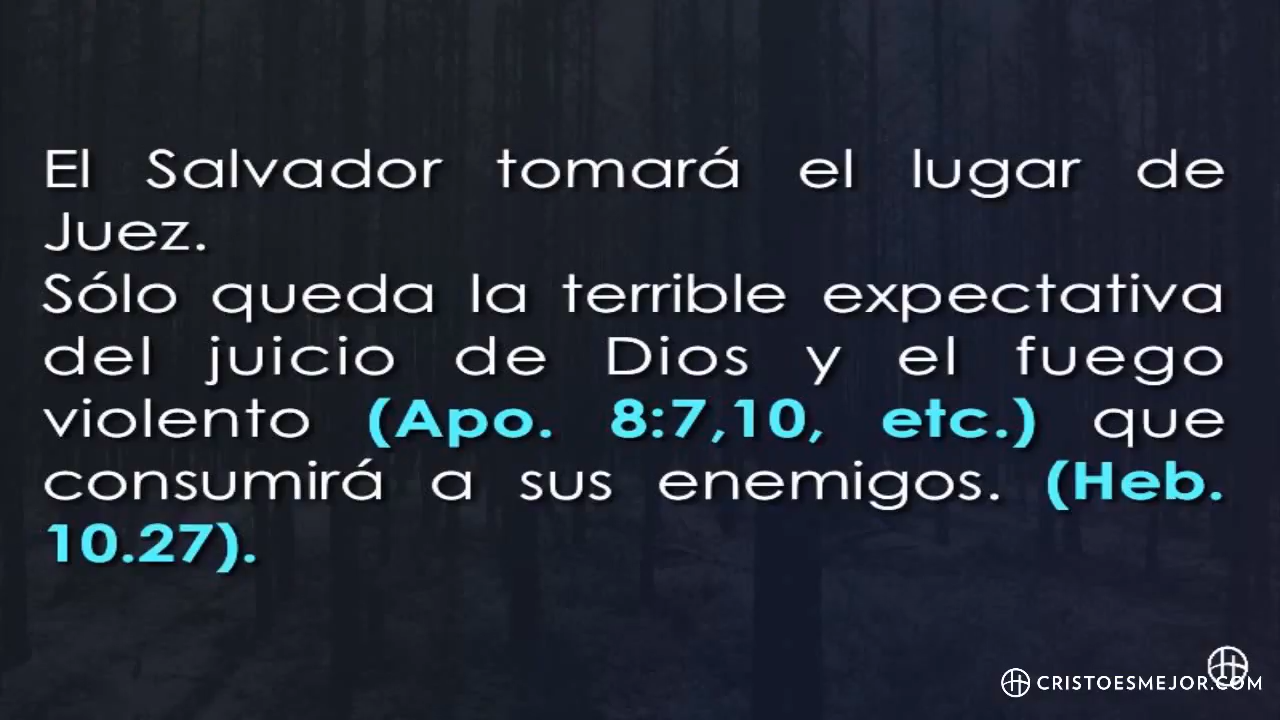 El Salvador tomará el lugar de
Juez.
Sólo queda la terrible expectativa
del juicio de Dios y el fuego
violento (Apo. 8:7,10, etc.) que
consumirá a sus enemigos. (Heb.
10.27).
CRISTOESMEJOR.COM